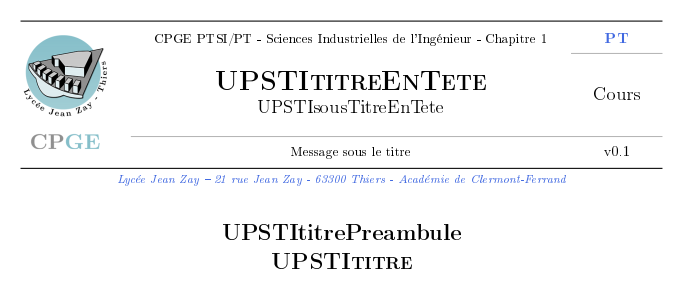 CPGE PTSI/PT - Sciences Industrielles de l'Ingénieur - Chapitre 1
PT
UPSTITITREENTETE
UPSTIsousTitreEnTete
Cours
Lycée Jean Zay - Thiers
CPGE
Message sous le titre
v0.1
Lycée Jean Zay – 21 rue Jean Zay - 63300 Thiers - Académie de Clermont-Ferrand
UPSTItitrePreambule
UPSTITITRE